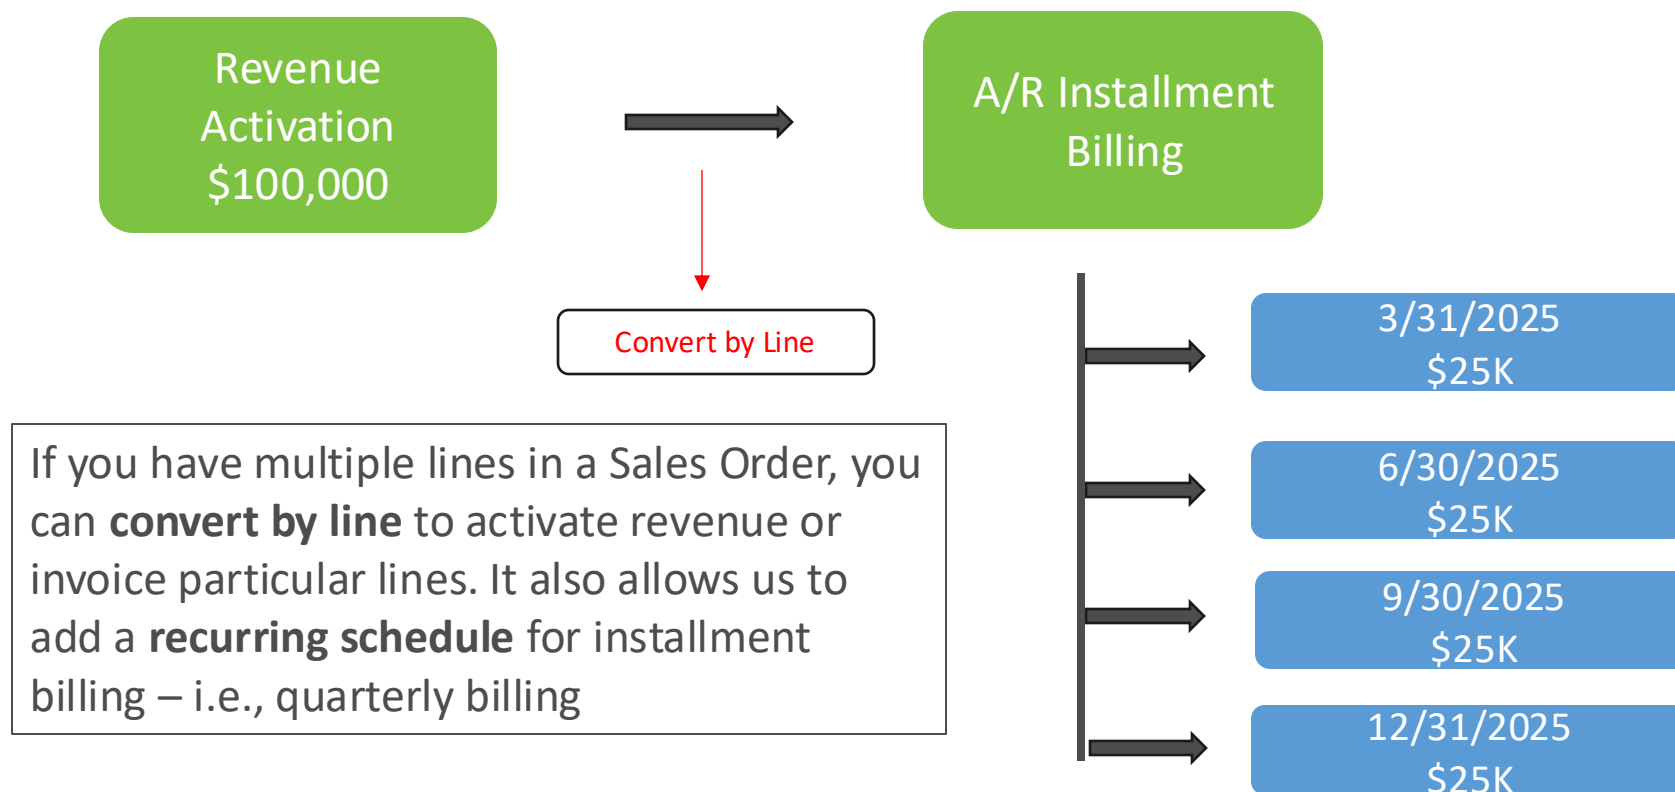 Revenue
Activation
$100,000
A/R Installment
Billing
Convert by Line
3/31/2025
$25K
6/30/2025
$25K
9/30/2025
$25K
12/31/2025
$25K
If you have multiple lines in a Sales Order, you
can convert by line to activate revenue or
invoice particular lines. It also allows us to
add a recurring schedule for installment
billing – i.e., quarterly billing